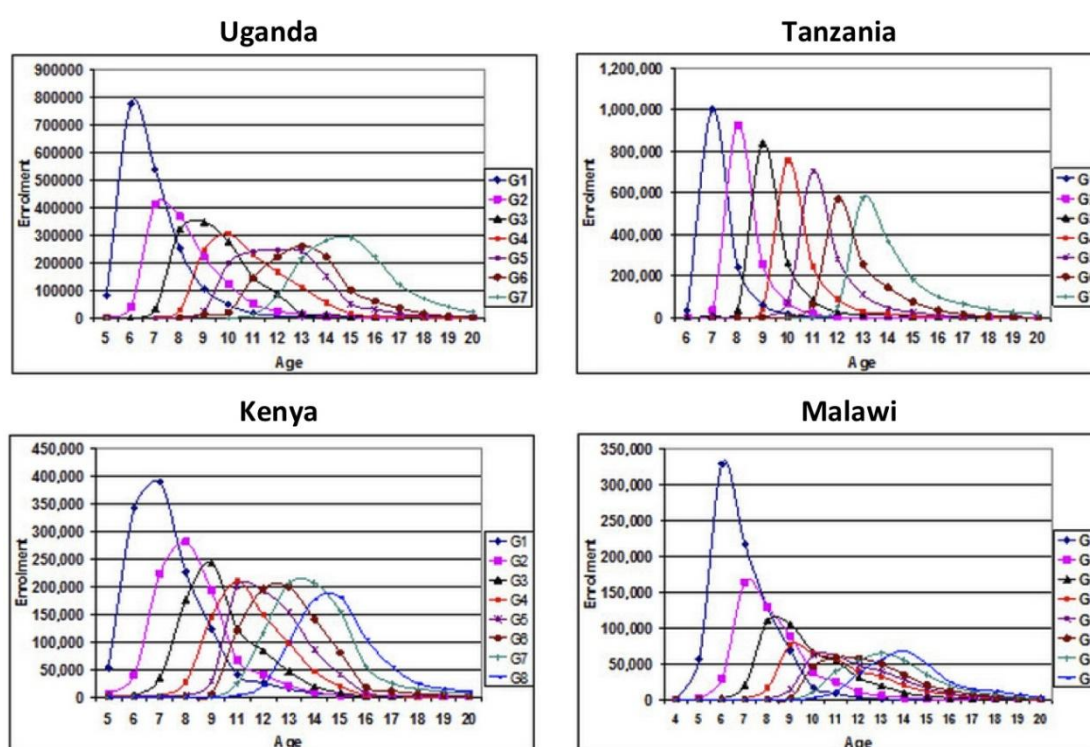 Uganda
Enrolment
900000
800000
700000
600000
500000
400000
300000
200000
100000
0
5 6 7 8 9 10 11 12 13 14 15 16 17 18 19 20
Age
G1
G2
G3
G4
G5
G6
G7
Tanzania
Enrolment
1,200,000
1,000,000
800,000
600,000
400,000
200,000
0
6 7 8 9 10 11 12 13 14 15 16 17 18 19 20
Age
G
G
G
G
G
G
G
Kenya
Enrolment
450,000
400,000
350,000
300,000
250,000
200,000
150,000
100,000
50,000
0
5 6 7 8 9 11 12 13 14 15 16 17 18 19 20
Age
G1
G2
G3
G4
G5
G6
G7
G8
Malawi
Enrolment
350,000
300,000
250,000
200,000
150,000
100,000
50,000
0
4 5 6 7 8 9 10 11 12 13 14 15 16 17 18 19 20
Age
G
G
G
G
G
G
G
G